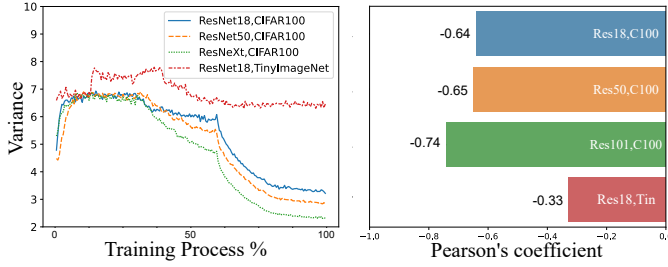 10
9
8
7
6
5
4
3
2
Variance
ResNet18,CIFAR100
ResNet50,CIFAR100
ResNeXt,CIFAR100
ResNet18,TinyImageNet
0
50
100
Training Process %
-0.64
Res18,C100
-0.65
Res50,C100
-0.74
Res101,C100
-0.33
Res18,Tin
−1.0
−0.8
−0.6
−0.4
−0.2
0.0
Pearson's coefficient